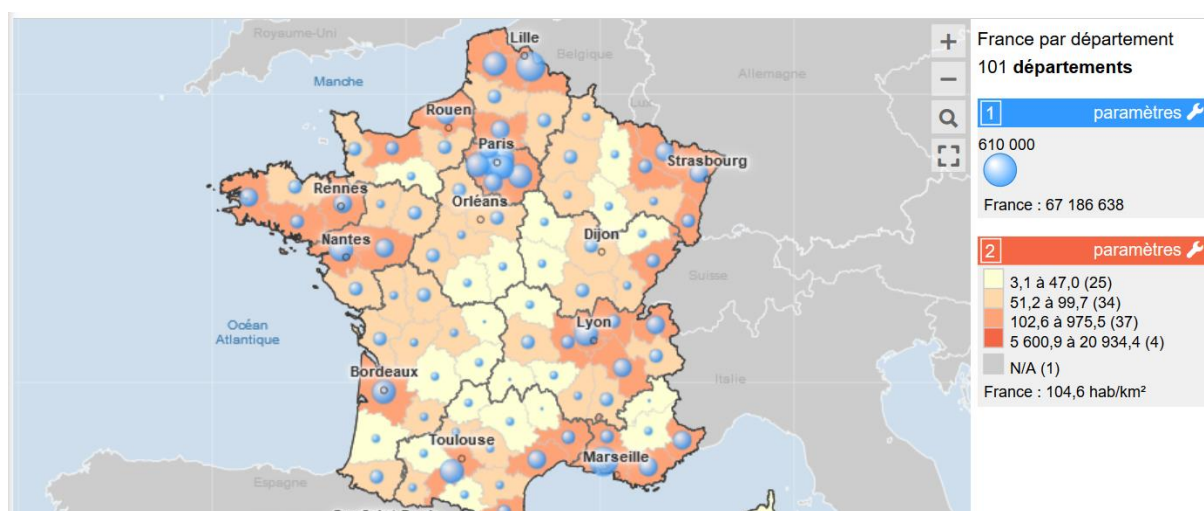 Royaume-Uni
Lille
Belgique
Manche
Allemagne
Rouen
Lux.
Paris
Strasbourg
Rennes
Orléans
Nantes
Dijon
Suisse
Océan
Atlantique
Lyon
Bordeaux
Italie
Toulouse
Marseille
Espagne
+
−
France par département
101 départements
1 paramètres
610 000
France : 67 186 638
2 paramètres
3,1 à 47,0 (25)
51,2 à 99,7 (34)
102,6 à 975,5 (37)
5 600,9 à 20 934,4 (4)
N/A (1)
France : 104,6 hab/km²